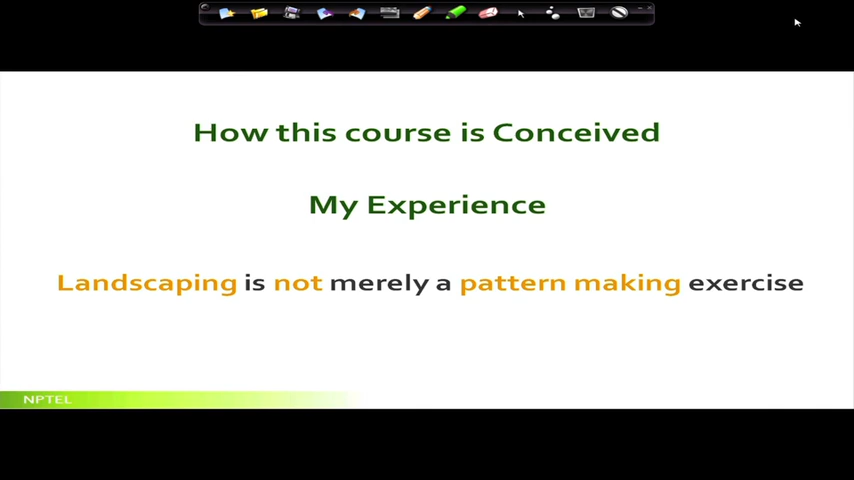 How this course is Conceived
My Experience
Landscaping is not merely a pattern making exercise
NPTEL